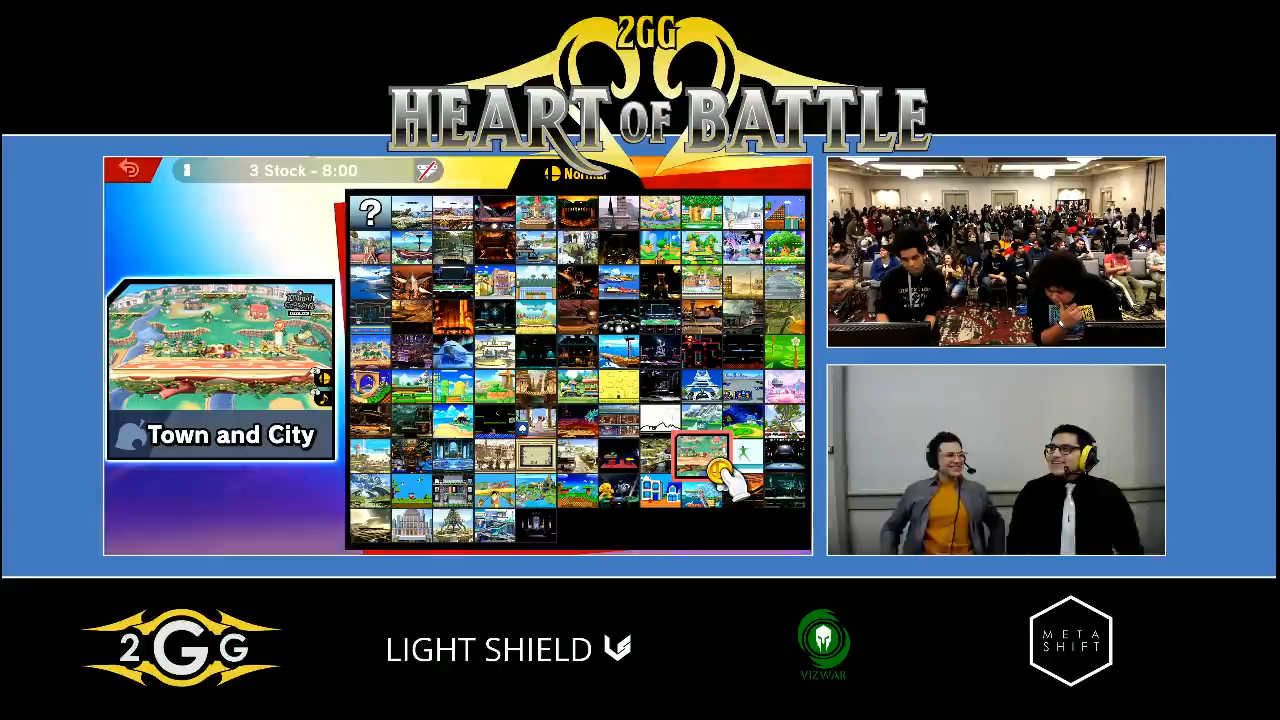 2GG
HEART OF BATTLE
3 Stock - 8:00
Normal
Town and City
2GG
LIGHT SHIELD
VIZWAR
META
SHIFT